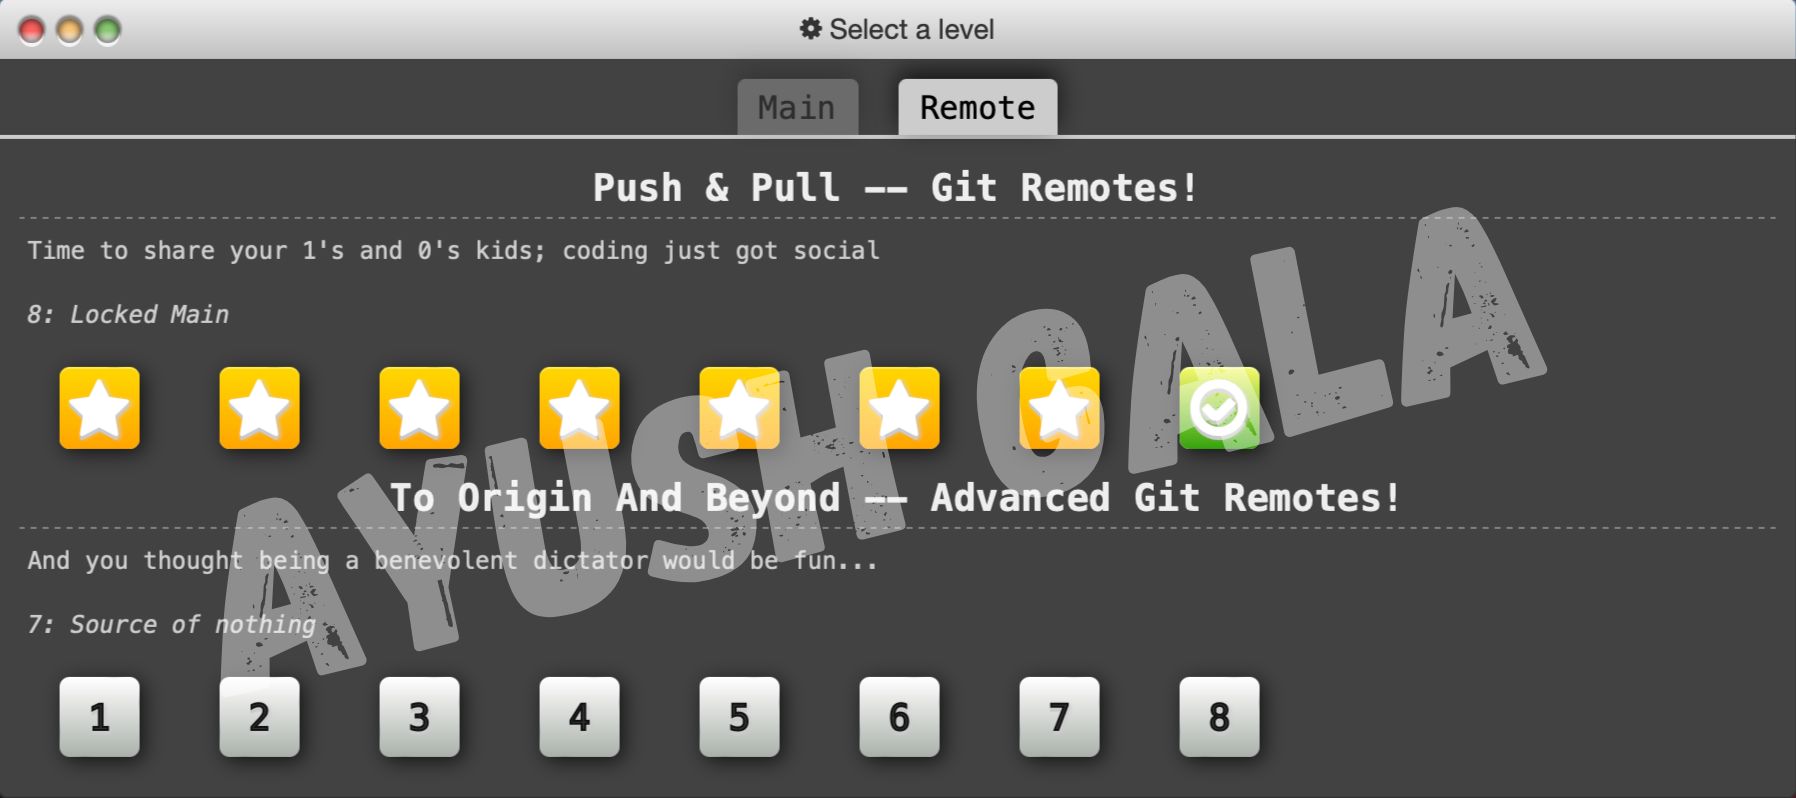 Select a level
Main
Remote
Push & Pull -- Git Remotes!
Time to share your 1's and 0's kids; coding just got social
8: Locked Main
To Origin And Beyond -- Advanced Git Remotes!
And you thought being a benevolent dictator would be fun...
7: Source of nothing
1 2 3 4 5 6 7 8
AYUSH GALA